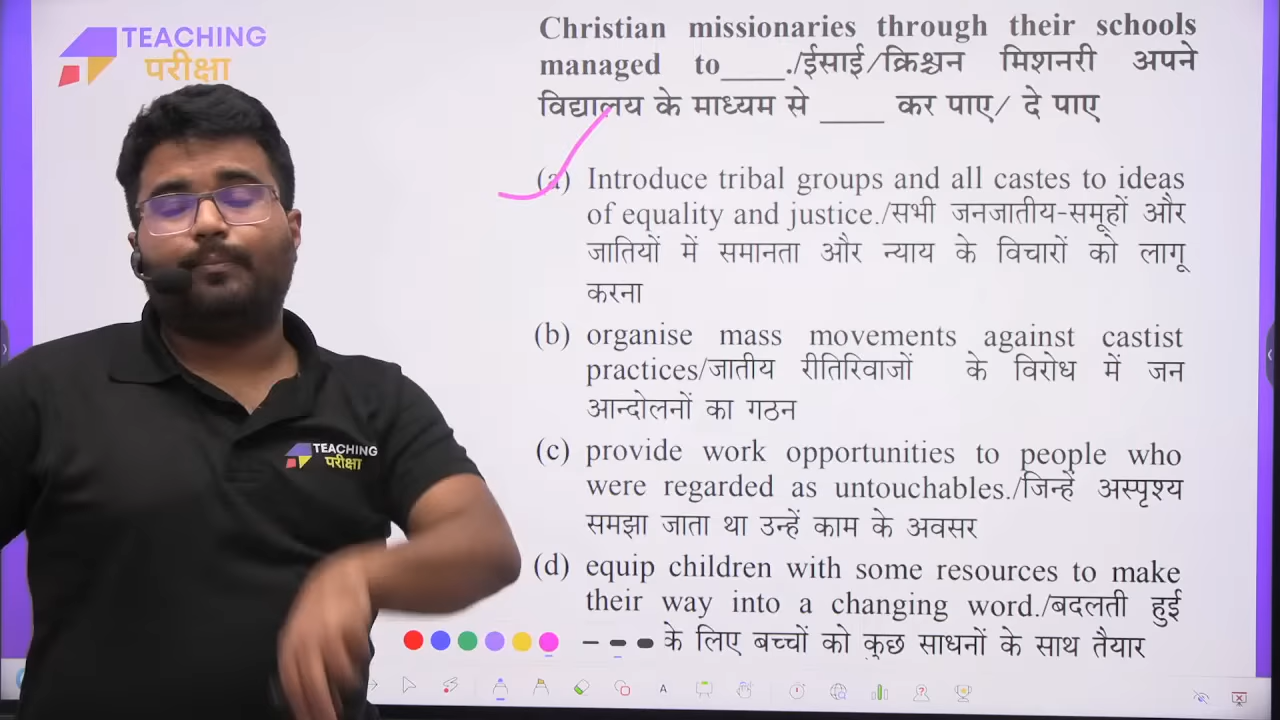 TEACHING
परीक्षा
Christian missionaries through their schools
managed to____./ईसाई/क्रिश्चन मिशनरी अपने
विद्यालय के माध्यम से ____ कर पाए/ दे पाए
(a) Introduce tribal groups and all castes to ideas
of equality and justice./सभी जनजातीय-समूहों और
जातियों में समानता और न्याय के विचारों को लागू
करना
(b) organise mass movements against castist
practices/जातीय रीतिरिवाजों के विरोध में जन
आन्दोलनों का गठन
(c) provide work opportunities to people who
were regarded as untouchables./जिन्हें अस्पृश्य
समझा जाता था उन्हें काम के अवसर
(d) equip children with some resources to make
their way into a changing word./बदलती हुई
के लिए बच्चों को कुछ साधनों के साथ तैयार
TEACHING
परीक्षा
A